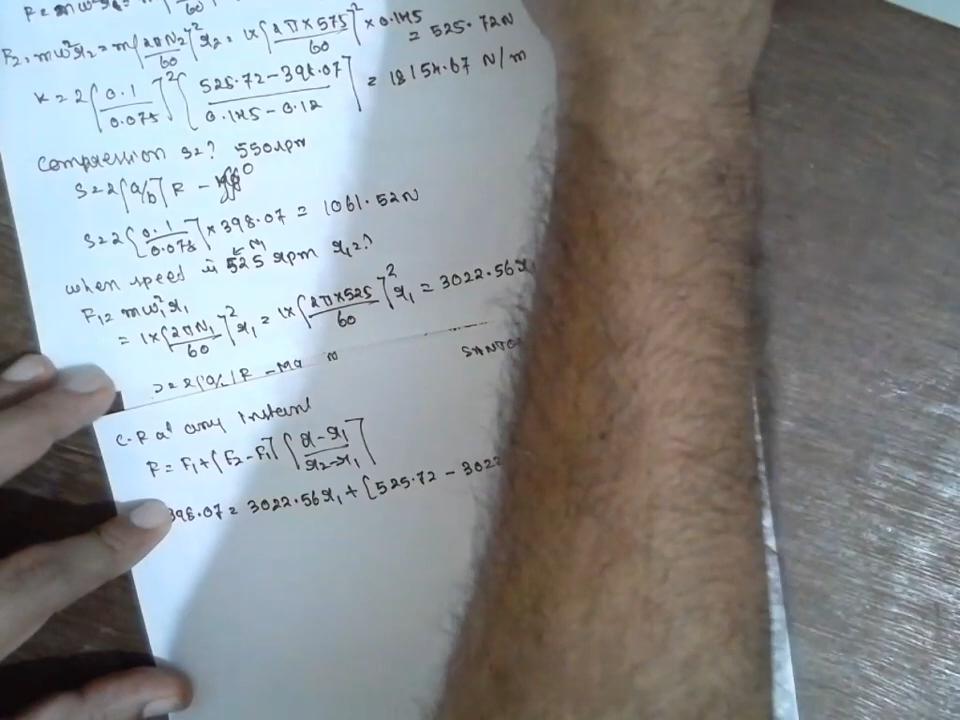 F2 = mω²r2 = m[2πN2/60]² r2 = 1×[2π×575/60]² × 0.145 = 525.72N
K = 2[0.1/0.075]² [525.72-398.07/0.145-0.12] = 18154.67 N/m
Compression S=? 550rpm
S = 2[a/b] F -
S = 2[0.1/0.075] × 398.07 = 1061.52N
when speed is 525 rpm r1=?
F1 = mω1²r1
= 1×[2πN1/60]² r1 = 1×[2π×525/60]² r1 = 3022.56r1
C.F at any instant
F = F1+[F2-F1] [r-r1/r2-r1]
398.07 = 3022.56r1 + [525.72 - 3022